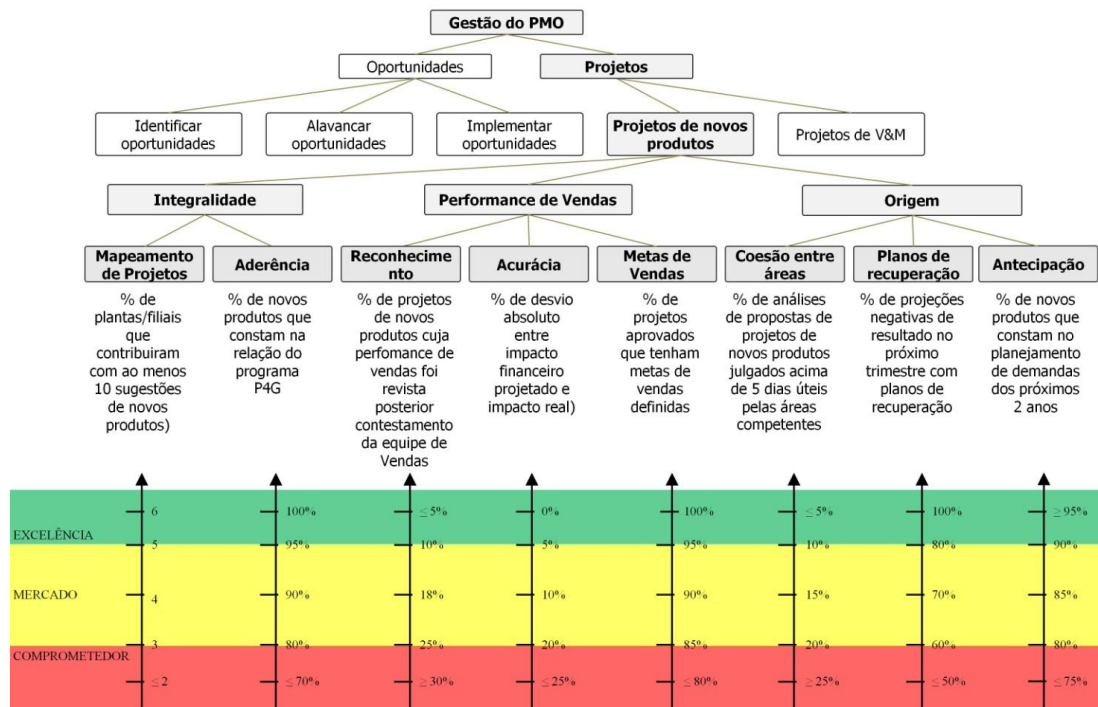 Gestão do PMO
Oportunidades
Projetos
Identificar
oportunidades
Alavancar
oportunidades
Implementar
oportunidades
Projetos de novos
produtos
Projetos de V&M
Integralidade
Performance de Vendas
Origem
Mapeamento
de Projetos
Aderência
Reconhecime
nto
Acurácia
Metas de
Vendas
Coesão entre
áreas
Planos de
recuperação
Antecipação
% de
plantas/filiais
que
contribuiram
com ao menos
10 sugestões
de novos
produtos)
% de novos
produtos que
constam na
relação do
programa
P4G
% de projetos
de novos
produtos cuja
perfomance de
vendas foi
revista
posterior
contestamento
da equipe de
Vendas
% de desvio
absoluto
entre
impacto
financeiro
projetado e
impacto real)
% de
projetos
aprovados
que tenham
metas de
vendas
definidas
% de análises
de propostas de
projetos de
novos produtos
julgados acima
de 5 dias úteis
pelas áreas
competentes
% de projeções
negativas de
resultado no
próximo
trimestre com
planos de
recuperação
% de novos
produtos que
constam no
planejamento
de demandas
dos próximos
2 anos
6 100% ≤ 5% 0% 100% ≤ 5% 100% ≥ 95%
EXCELÊNCIA
5 95% 10% 5% 95% 10% 80% 90%
MERCADO 4 90% 18% 10% 90% 15% 70% 85%
3 80% 25% 20% 85% 20% 60% 80%
COMPROMETEDOR
≤ 2 ≤ 70% ≥ 30% ≤ 25% ≤ 80% ≥ 25% ≤ 50% ≤ 75%